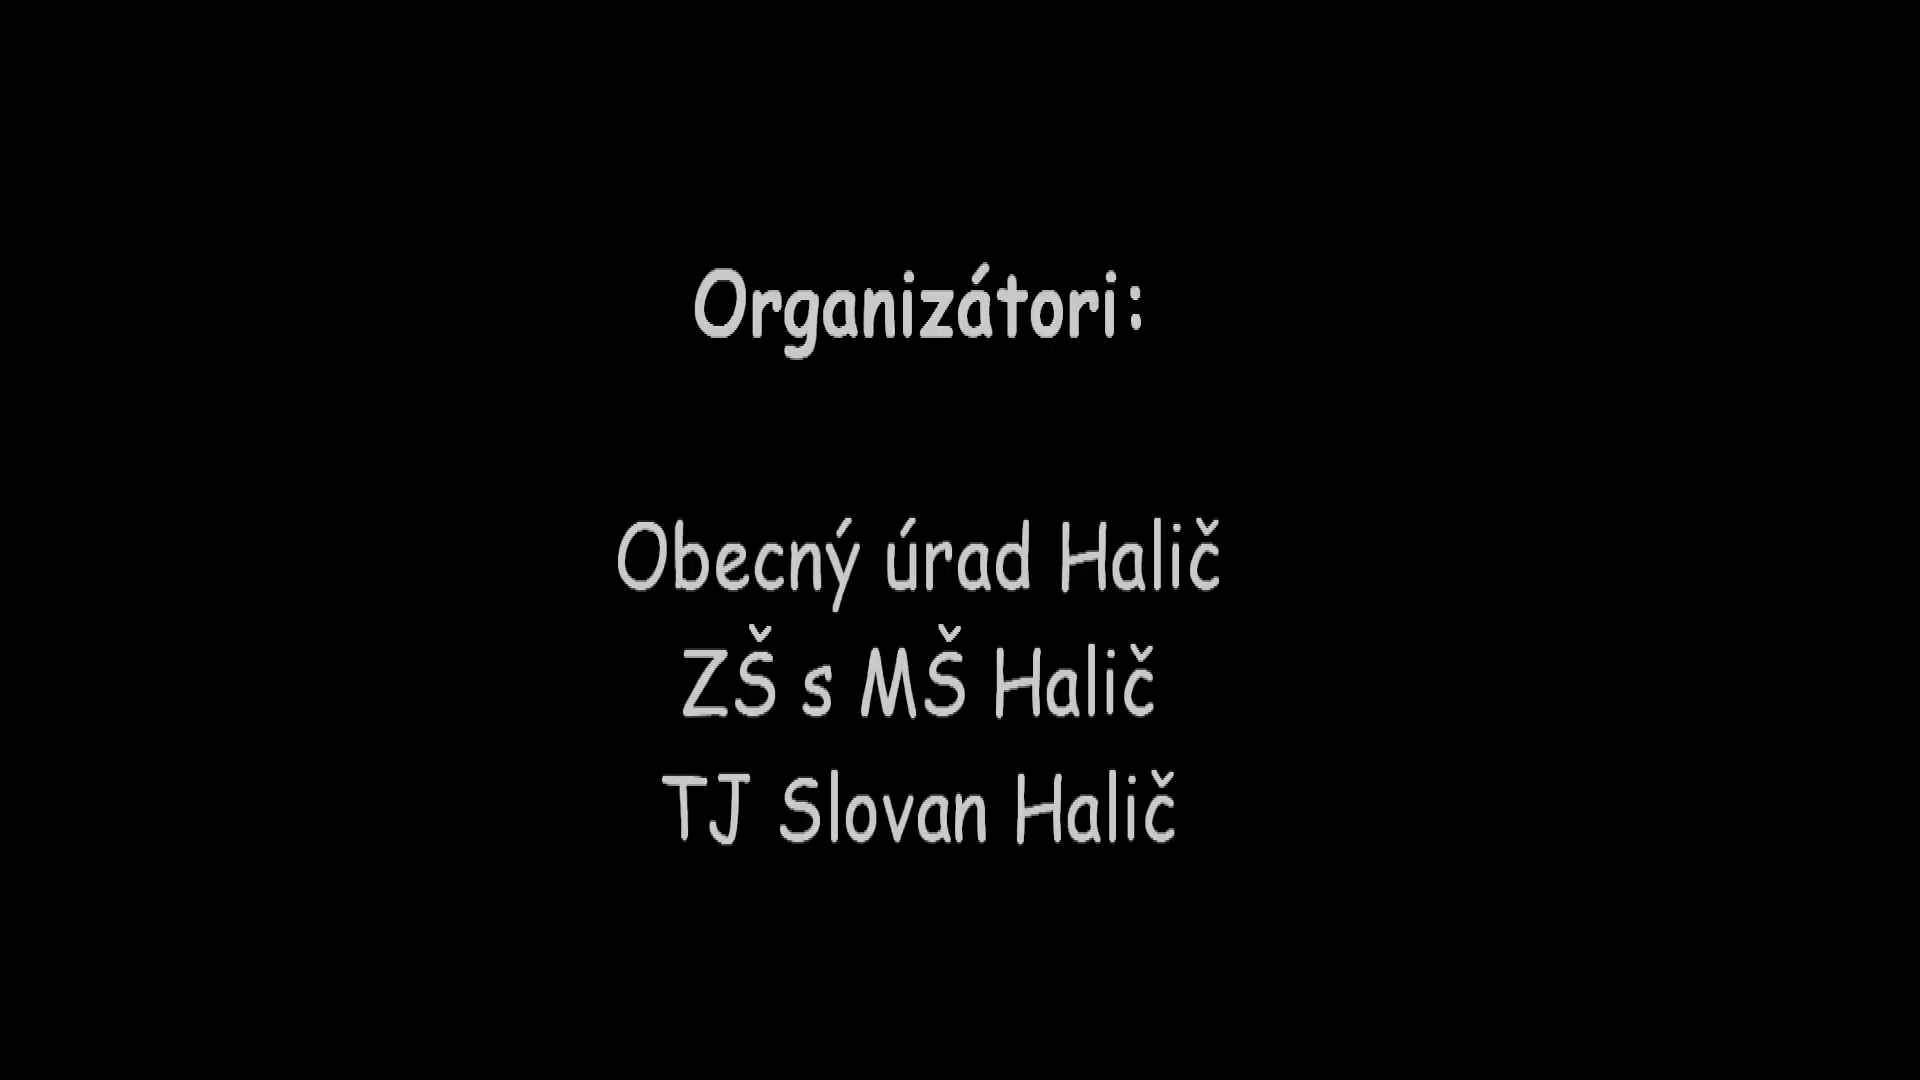 Organizátori:
Obecný úrad Halič
ZŠ s MŠ Halič
TJ Slovan Halič